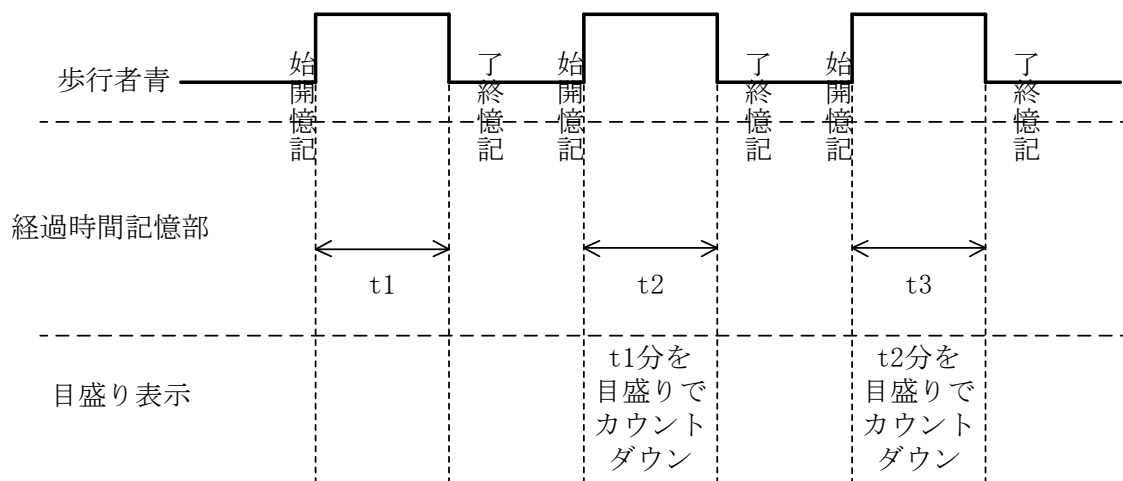 歩行者青
始開憶記
了終憶記
始開憶記
了終憶記
始開憶記
了終憶記
経過時間記憶部
t1
t2
t3
目盛り表示
t1分を
目盛りで
カウント
ダウン
t2分を
目盛りで
カウント
ダウン